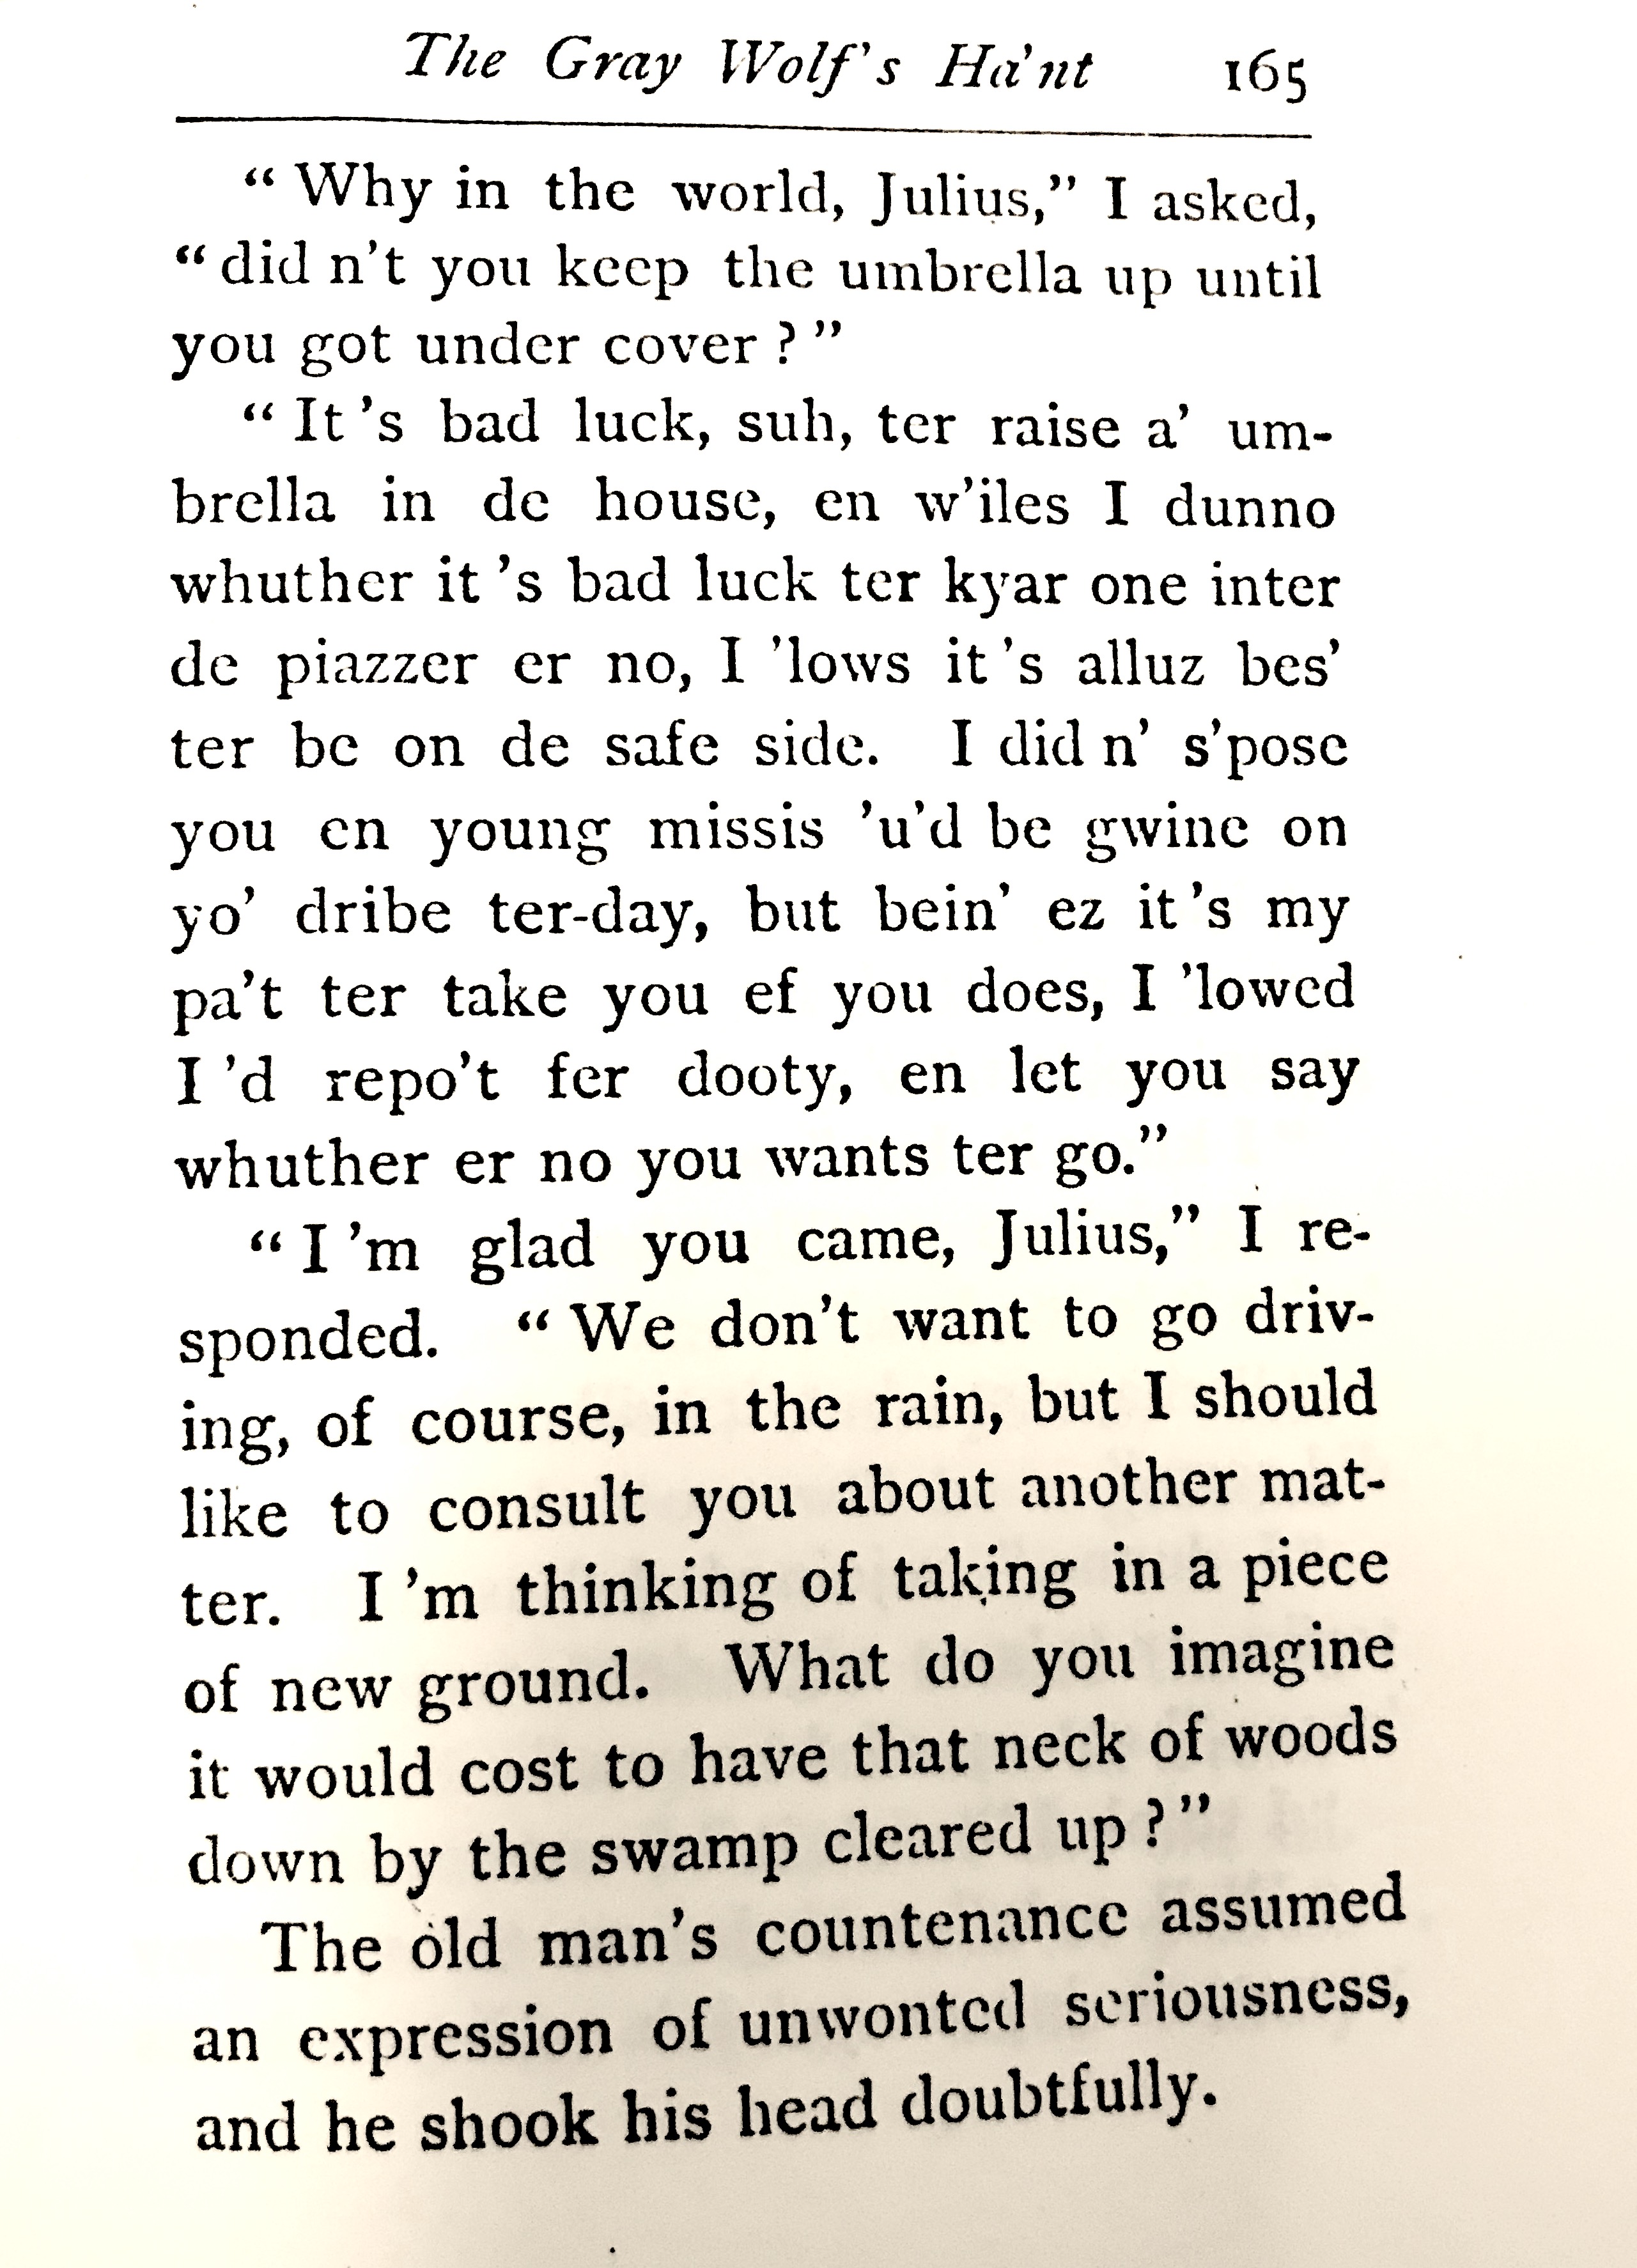 The Gray Wolf's Ha'nt 165
“ Why in the world, Julius,” I asked,
“ did n't you keep the umbrella up until
you got under cover ? ”
“ It 's bad luck, suh, ter raise a' um-
brella in de house, en w'iles I dunno
whuther it 's bad luck ter kyar one inter
de piazzer er no, I 'lows it 's alluz bes'
ter be on de safe side. I did n' s'pose
you en young missis 'u'd be gwine on
yo' dribe ter-day, but bein' ez it 's my
pa't ter take you ef you does, I 'lowed
I 'd repo't fer dooty, en let you say
whuther er no you wants ter go.”
“ I 'm glad you came, Julius,” I re-
sponded. “ We don't want to go driv-
ing, of course, in the rain, but I should
like to consult you about another mat-
ter. I 'm thinking of taking in a piece
of new ground. What do you imagine
it would cost to have that neck of woods
down by the swamp cleared up ? ”
The old man's countenance assumed
an expression of unwonted seriousness,
and he shook his head doubtfully.